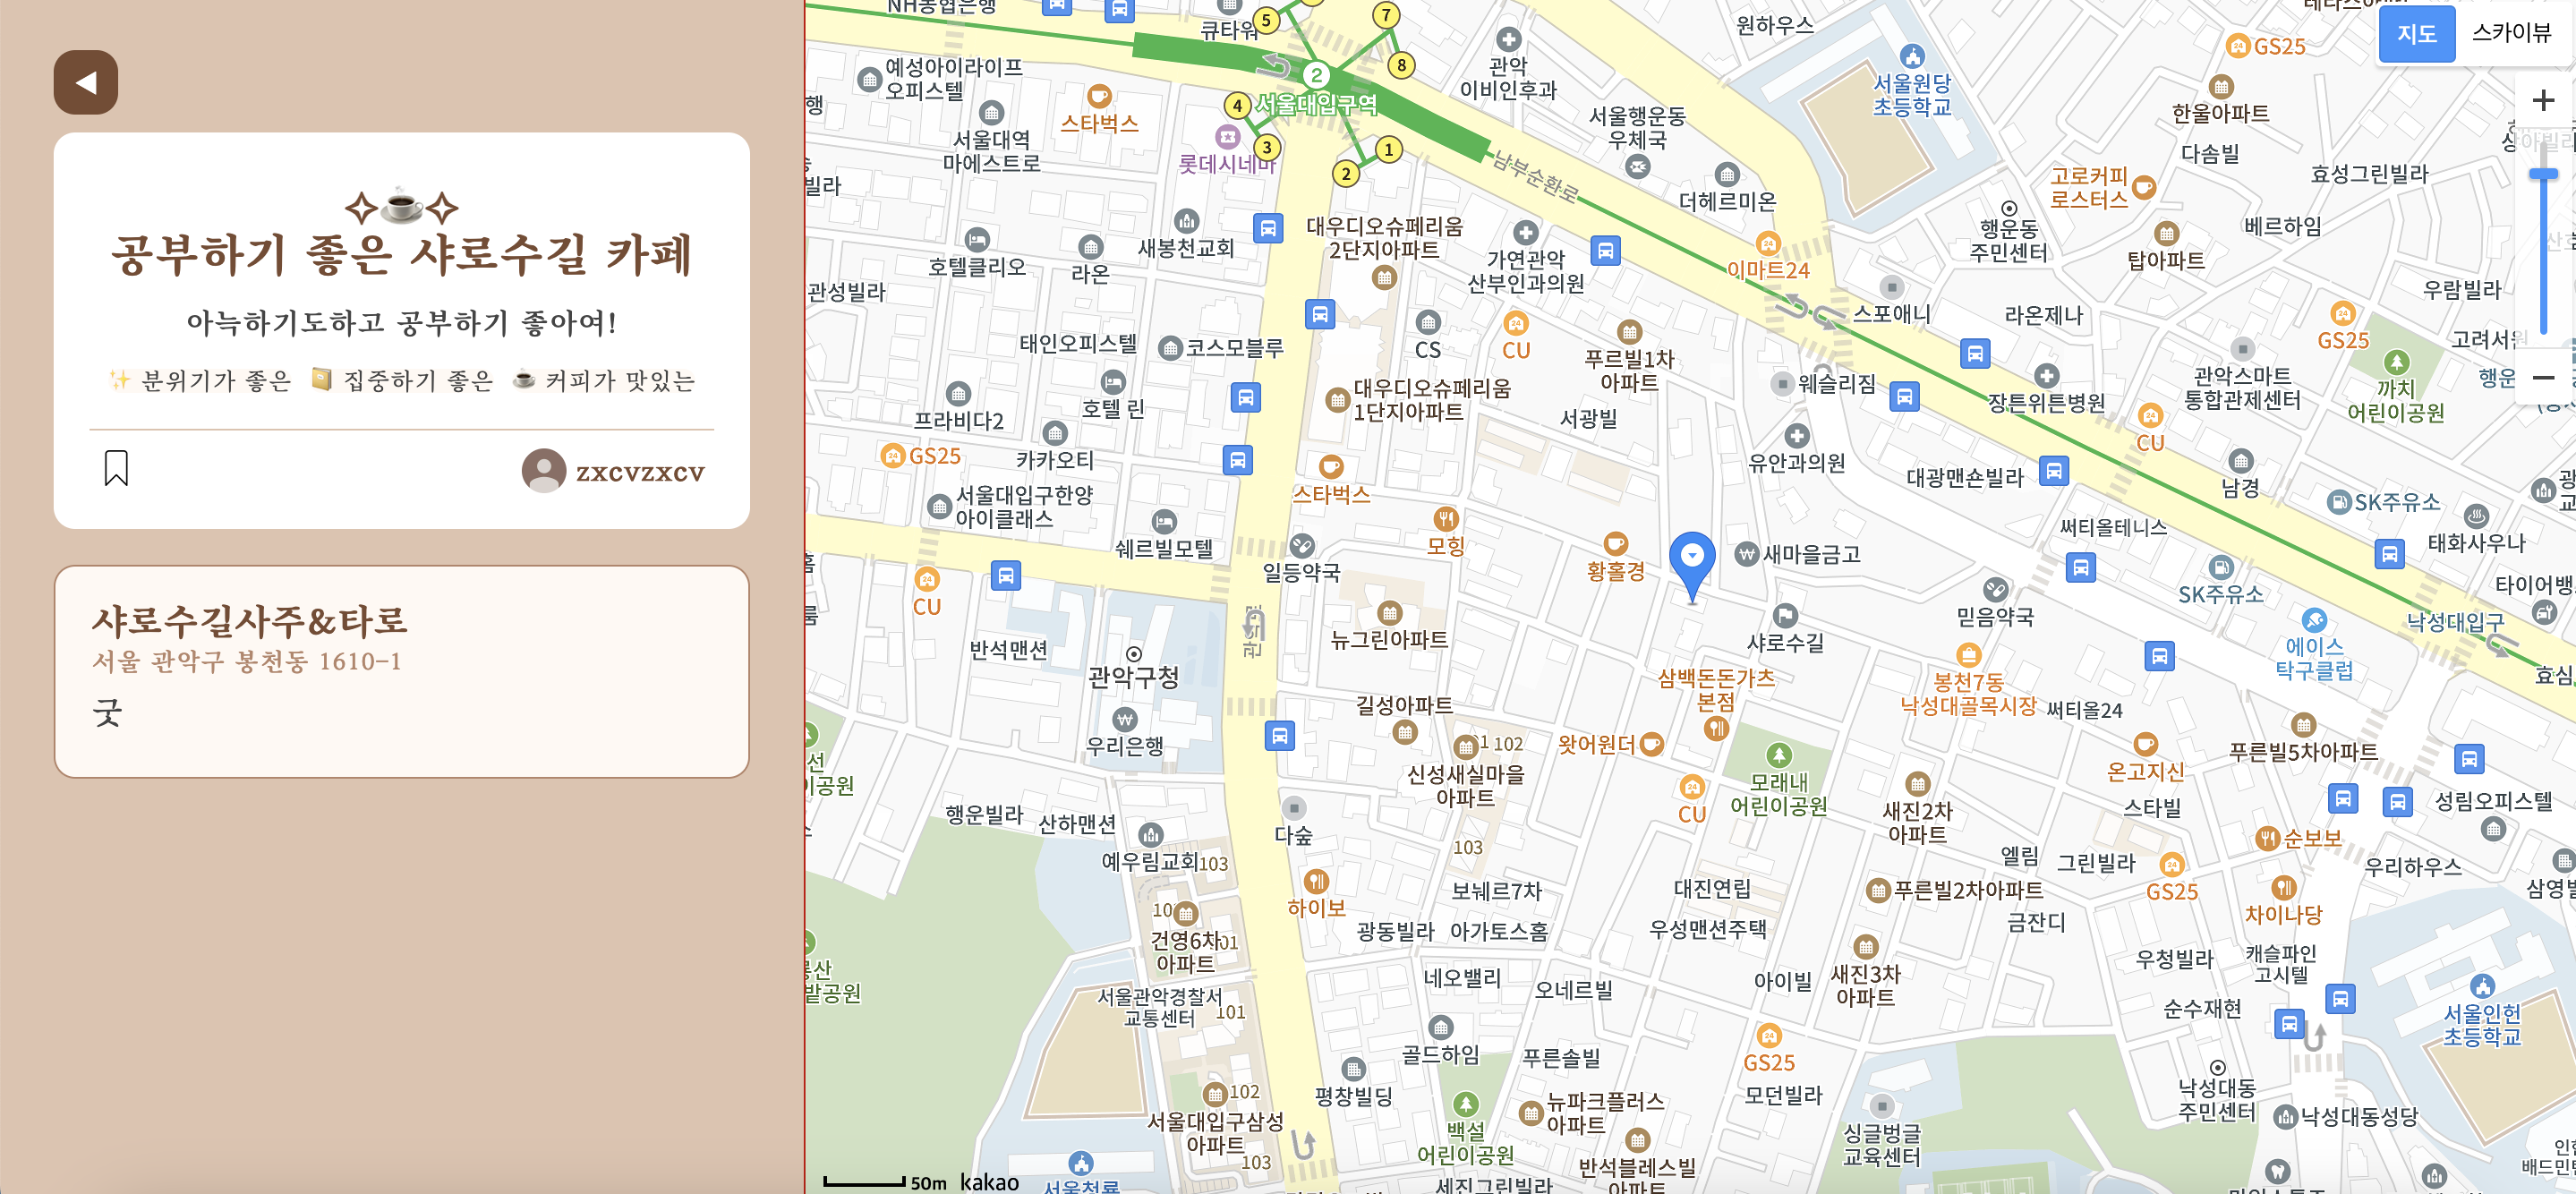 공부하기 좋은 샤로수길 카페
아늑하기도하고 공부하기 좋아여!
✨ 분위기가 좋은 📔 집중하기 좋은 ☕ 커피가 맛있는
zxcvzxcv
샤로수길사주&타로
서울 관악구 봉천동 1610-1
굿
지도
스카이뷰
NH농협은행
큐타워
5
7
8
2
서울대입구역
4
3
2
1
예성아이라이프
오피스텔
서울대역
마에스트로
스타벅스
롯데시네마
관악
이비인후과
원하우스
서울원당
초등학교
GS25
한울아파트
다솜빌
효성그린빌라
서울행운동
우체국
더헤르미온
남부순환로
고로커피
로스터스
행운동
주민센터
탑아파트
베르하임
우람빌라
호텔클리오
라온
새봉천교회
대우디오슈페리움
2단지아파트
가연관악
산부인과의원
이마트24
스포애니
라온제나
GS25
관성빌라
태인오피스텔
코스모블루
CS
CU
푸르빌1차
아파트
웨슬리짐
장튼위튼병원
관악스마트
통합관제센터
까치
어린이공원
프라비다2
호텔 린
대우디오슈페리움
1단지아파트
서광빌
CU
GS25
카카오티
유안과의원
대광맨숀빌라
남경
서울대입구한양
아이클래스
스타벅스
쉐르빌모텔
모힝
일등약국
황홀경
새마을금고
써티올테니스
SK주유소
태화사우나
CU
믿음약국
SK주유소
낙성대입구
뉴그린아파트
샤로수길
에이스
탁구클럽
반석맨션
관악구청
삼백돈돈가츠
본점
봉천7동
낙성대골목시장
써티올24
우리은행
길성아파트
왓어원더
102
신성새실마을
아파트
모래내
어린이공원
푸른빌5차아파트
온고지신
CU
새진2차
아파트
스타빌
성림오피스텔
행운빌라
산하맨션
다숲
예우림교회
103
103
순보보
엘림
그린빌라
우리하우스
GS25
하이보
보눼르7차
대진연립
푸른빌2차아파트
차이나당
광동빌라
아가토스홈
우성맨션주택
금잔디
건영6차
아파트
네오밸리
오네르빌
아이빌
새진3차
아파트
우청빌라
캐슬파인
고시텔
서울관악경찰서
교통센터
101
순수재현
서울인헌
초등학교
골드하임
푸른솔빌
GS25
평창빌딩
모던빌라
낙성대동
주민센터
102
서울대입구삼성
아파트
뉴파크플러스
아파트
낙성대동성당
백설
어린이공원
싱글벙글
교육센터
103
반석블레스빌
아파트
50m
kakao
세진그린빌라